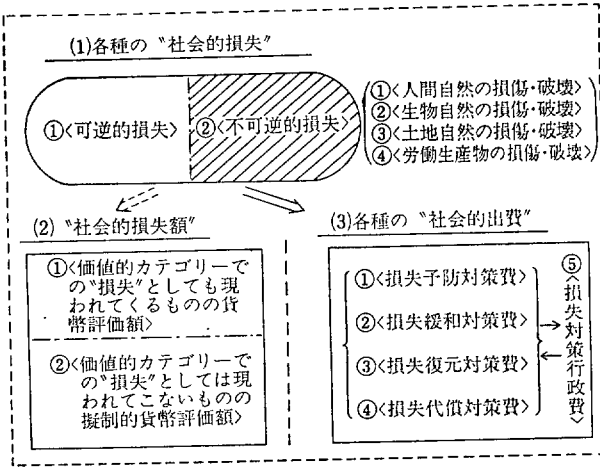 (1)各種の〝社会的損失〟
①<可逆的損失>
②<不可逆的損失>
①<人間自然の損傷・破壊>
②<生物自然の損傷・破壊>
③<土地自然の損傷・破壊>
④<労働生産物の損傷・破壊>
(2)〝社会的損失額〟
①<価値的カテゴリーで
の〝損失〟としても現
われてくるものの貨
幣評価額>
②<価値的カテゴリーで
の〝損失〟としては現
われてこないものの
擬制的貨幣評価額>
(3)各種の〝社会的出費〟
①<損失予防対策費>
②<損失緩和対策費>
③<損失復元対策費>
④<損失代償対策費>
⑤<損失対策行政費>